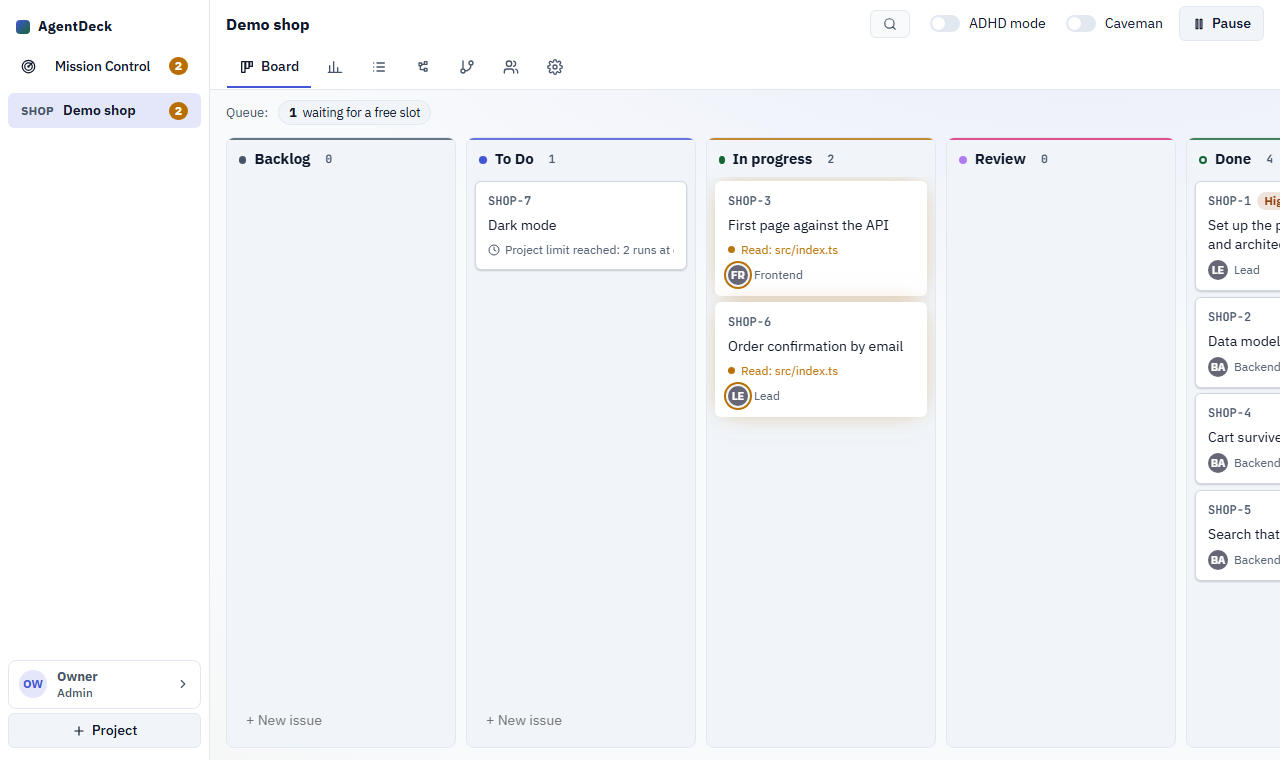 AgentDeck
Mission Control 2
SHOP Demo shop 2
Owner
Admin
+ Project
Demo shop
ADHD mode
Caveman
Pause
Board
Queue: 1 waiting for a free slot
Backlog 0
+ New issue
To Do 1
SHOP-7
Dark mode
Project limit reached: 2 runs at
+ New issue
In progress 2
SHOP-3
First page against the API
Read: src/index.ts
FR Frontend
SHOP-6
Order confirmation by email
Read: src/index.ts
LE Lead
Review 0
Done 4
SHOP-1 Hig
Set up the p
and archite
LE Lead
SHOP-2
Data model
BA Backend
SHOP-4
Cart survive
BA Backend
SHOP-5
Search that
BA Backend
OW